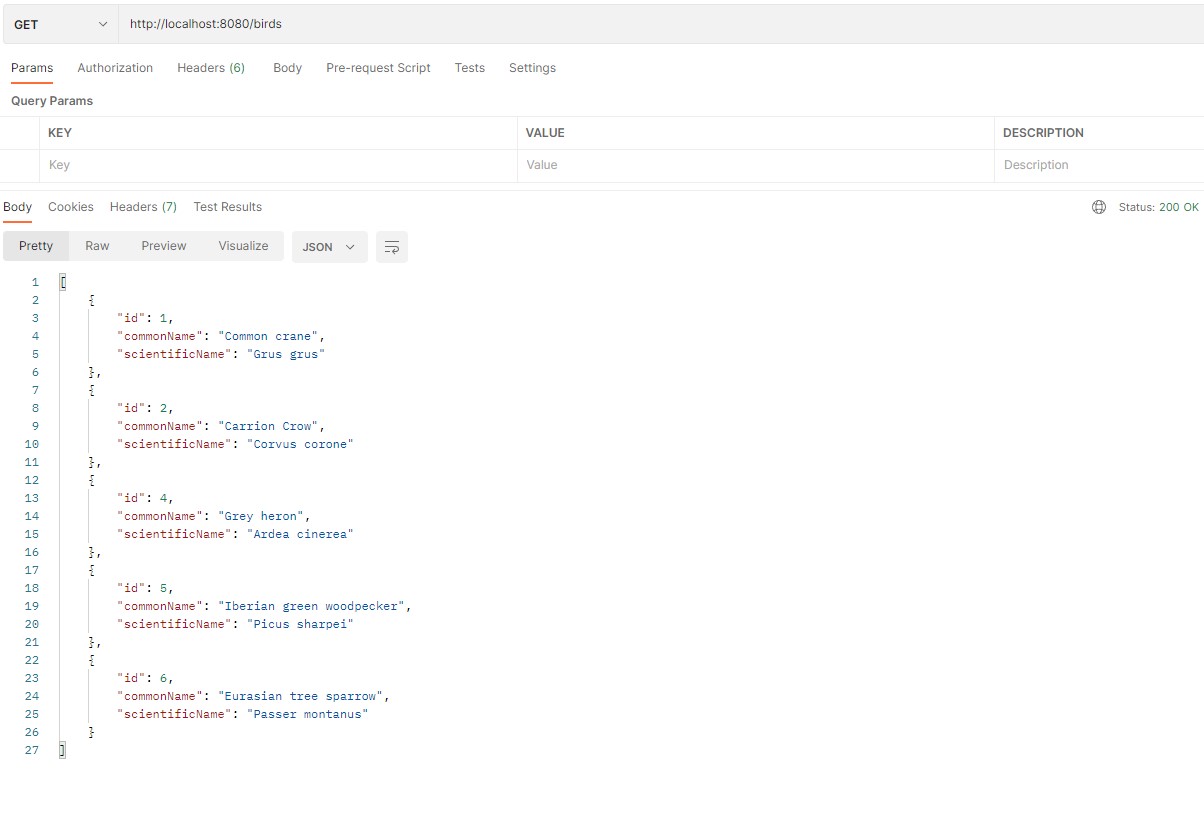 GET http://localhost:8080/birds
Params Authorization Headers (6) Body Pre-request Script Tests Settings
Query Params
KEY VALUE DESCRIPTION
Key Value Description
Body Cookies Headers (7) Test Results Status: 200 OK
Pretty Raw Preview Visualize JSON
1 [
2 {
3 "id": 1,
4 "commonName": "Common crane",
5 "scientificName": "Grus grus"
6 },
7 {
8 "id": 2,
9 "commonName": "Carrion Crow",
10 "scientificName": "Corvus corone"
11 },
12 {
13 "id": 4,
14 "commonName": "Grey heron",
15 "scientificName": "Ardea cinerea"
16 },
17 {
18 "id": 5,
19 "commonName": "Iberian green woodpecker",
20 "scientificName": "Picus sharpei"
21 },
22 {
23 "id": 6,
24 "commonName": "Eurasian tree sparrow",
25 "scientificName": "Passer montanus"
26 }
27 ]